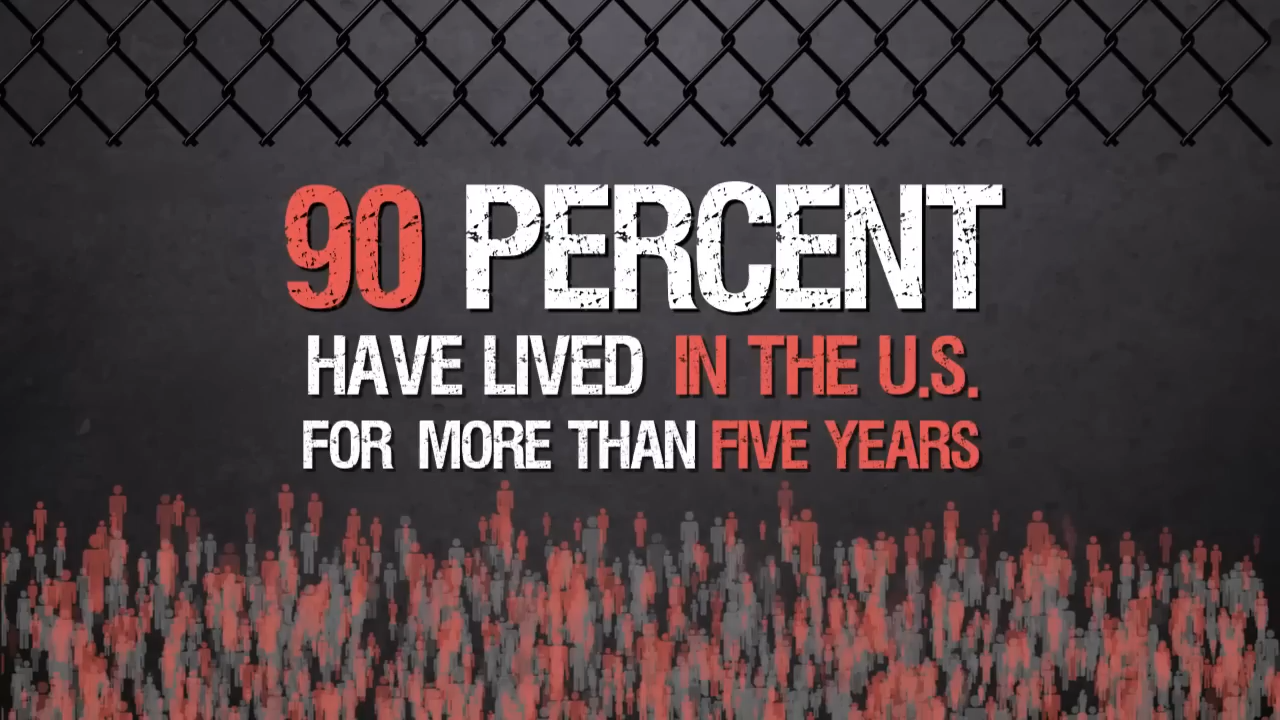 90 PERCENT
HAVE LIVED IN THE U.S.
FOR MORE THAN FIVE YEARS